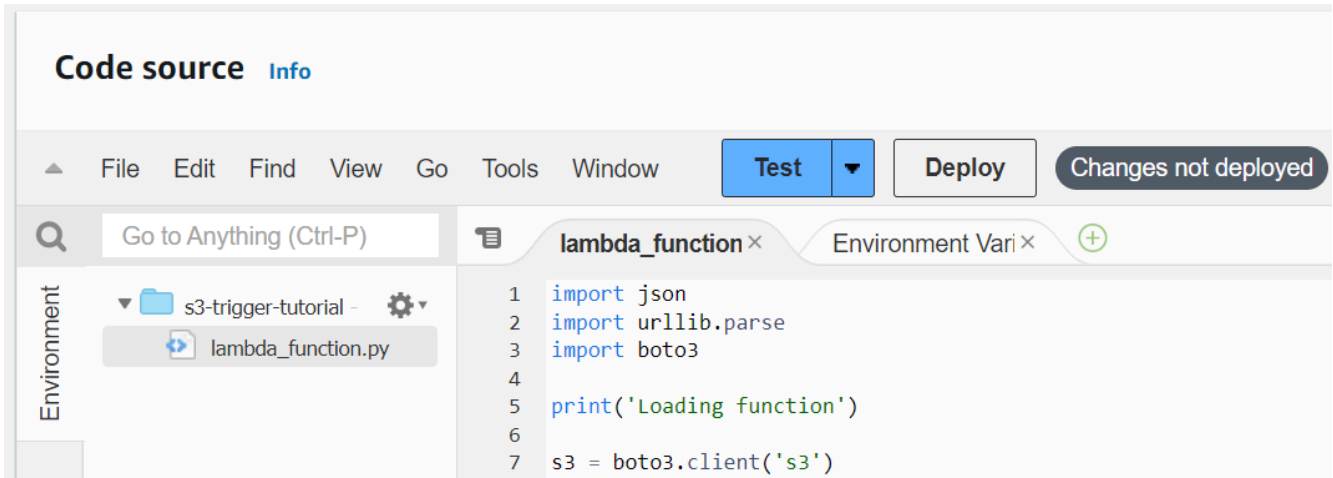 Code source Info
File Edit Find View Go Tools Window Test Deploy Changes not deployed
Go to Anything (Ctrl-P)
lambda_function × Environment Vari ×
Environment
s3-trigger-tutorial -
lambda_function.py
1 import json
2 import urllib.parse
3 import boto3
4
5 print('Loading function')
6
7 s3 = boto3.client('s3')